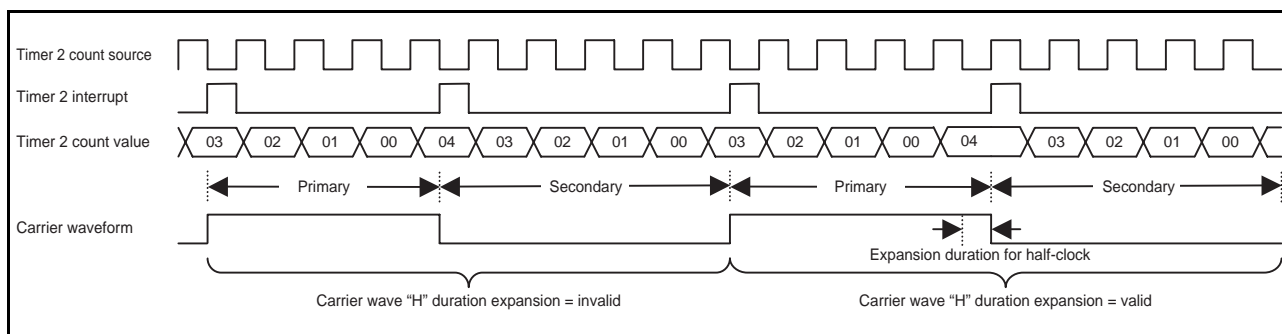 Timer 2 count source
Timer 2 interrupt
Timer 2 count value
03 02 01 00 04 03 02 01 00 03 02 01 00 04 03 02 01 00
Primary Secondary Primary Secondary
Carrier waveform
Expansion duration for half-clock
Carrier wave “H” duration expansion = invalid
Carrier wave “H” duration expansion = valid